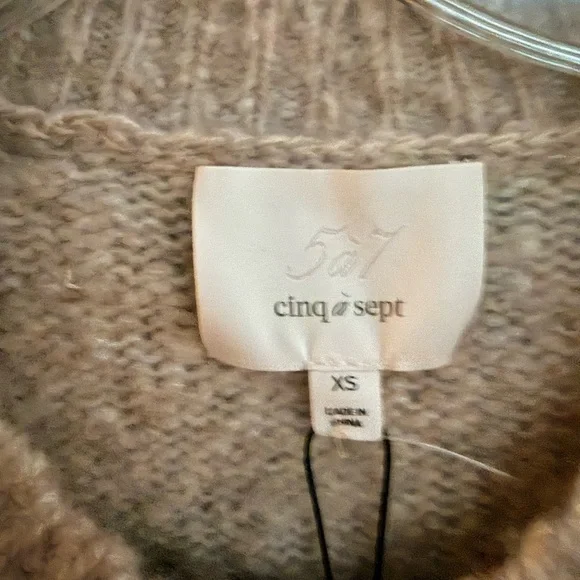 5à7
cinq à sept
XS
MADE IN
CHINA